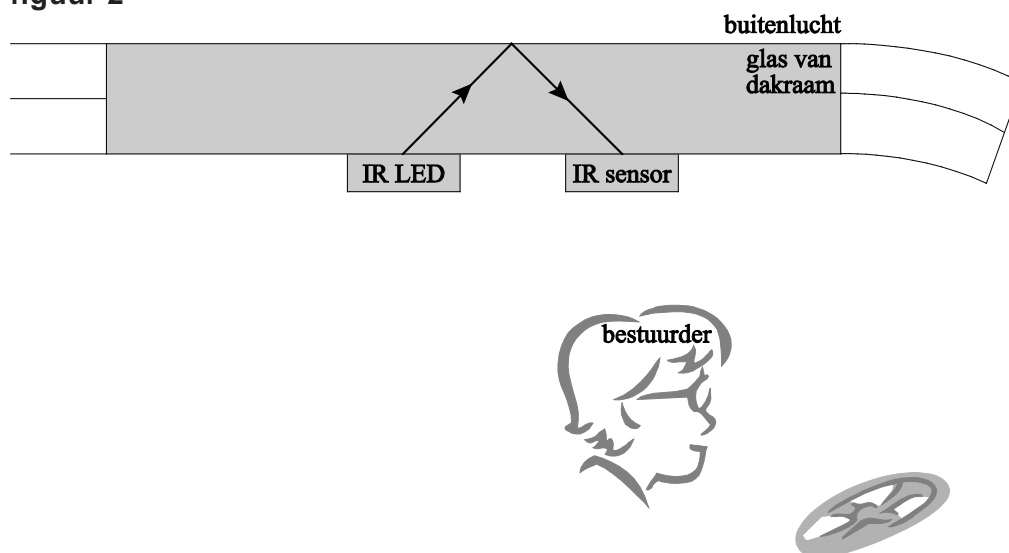 figuur 2
buitenlucht
glas van
dakraam
IR LED
IR sensor
bestuurder